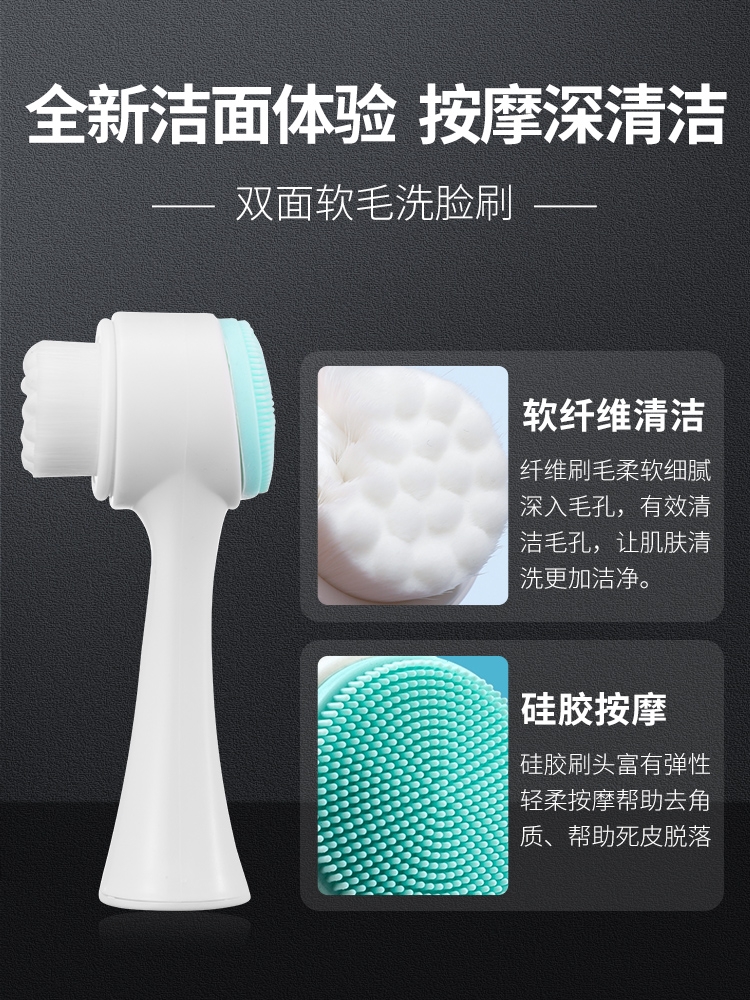 全新洁面体验 按摩深清洁
双面软毛洗脸刷
软纤维清洁
纤维刷毛柔软细腻
深入毛孔，有效清
洁毛孔，让肌肤清
洗更加洁净。
硅胶按摩
硅胶刷头富有弹性
轻柔按摩帮助去角
质、帮助死皮脱落